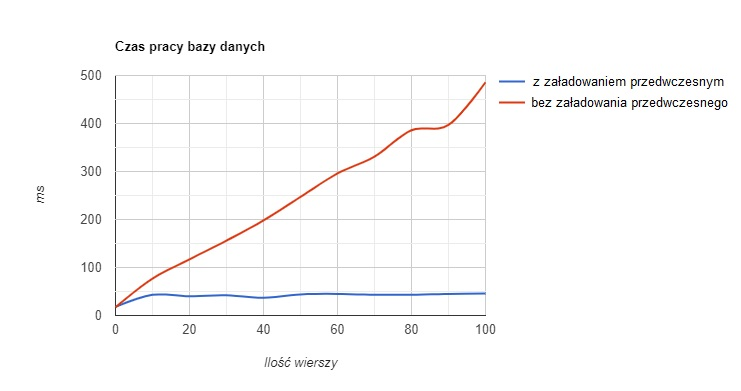 Czas pracy bazy danych
500
400
300
200
100
0
ms
0 20 40 60 80 100
Ilość wierszy
z załadowaniem przedwczesnym
bez załadowania przedwczesnego